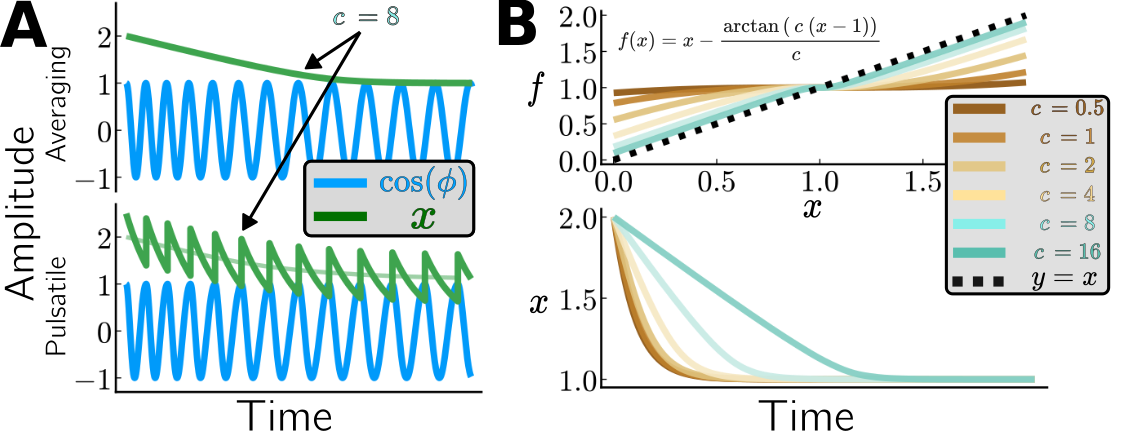 A
c = 8
Amplitude
Averaging
2
1
0
−1
cos(ϕ)
x
Pulsatile
2
1
0
−1
Time
B
f(x) = x − arctan ( c (x − 1)) / c
f
2.0
1.5
1.0
0.5
0.0
0.0 0.5 1.0 1.5
x
c = 0.5
c = 1
c = 2
c = 4
c = 8
c = 16
y = x
x
2.0
1.5
1.0
Time